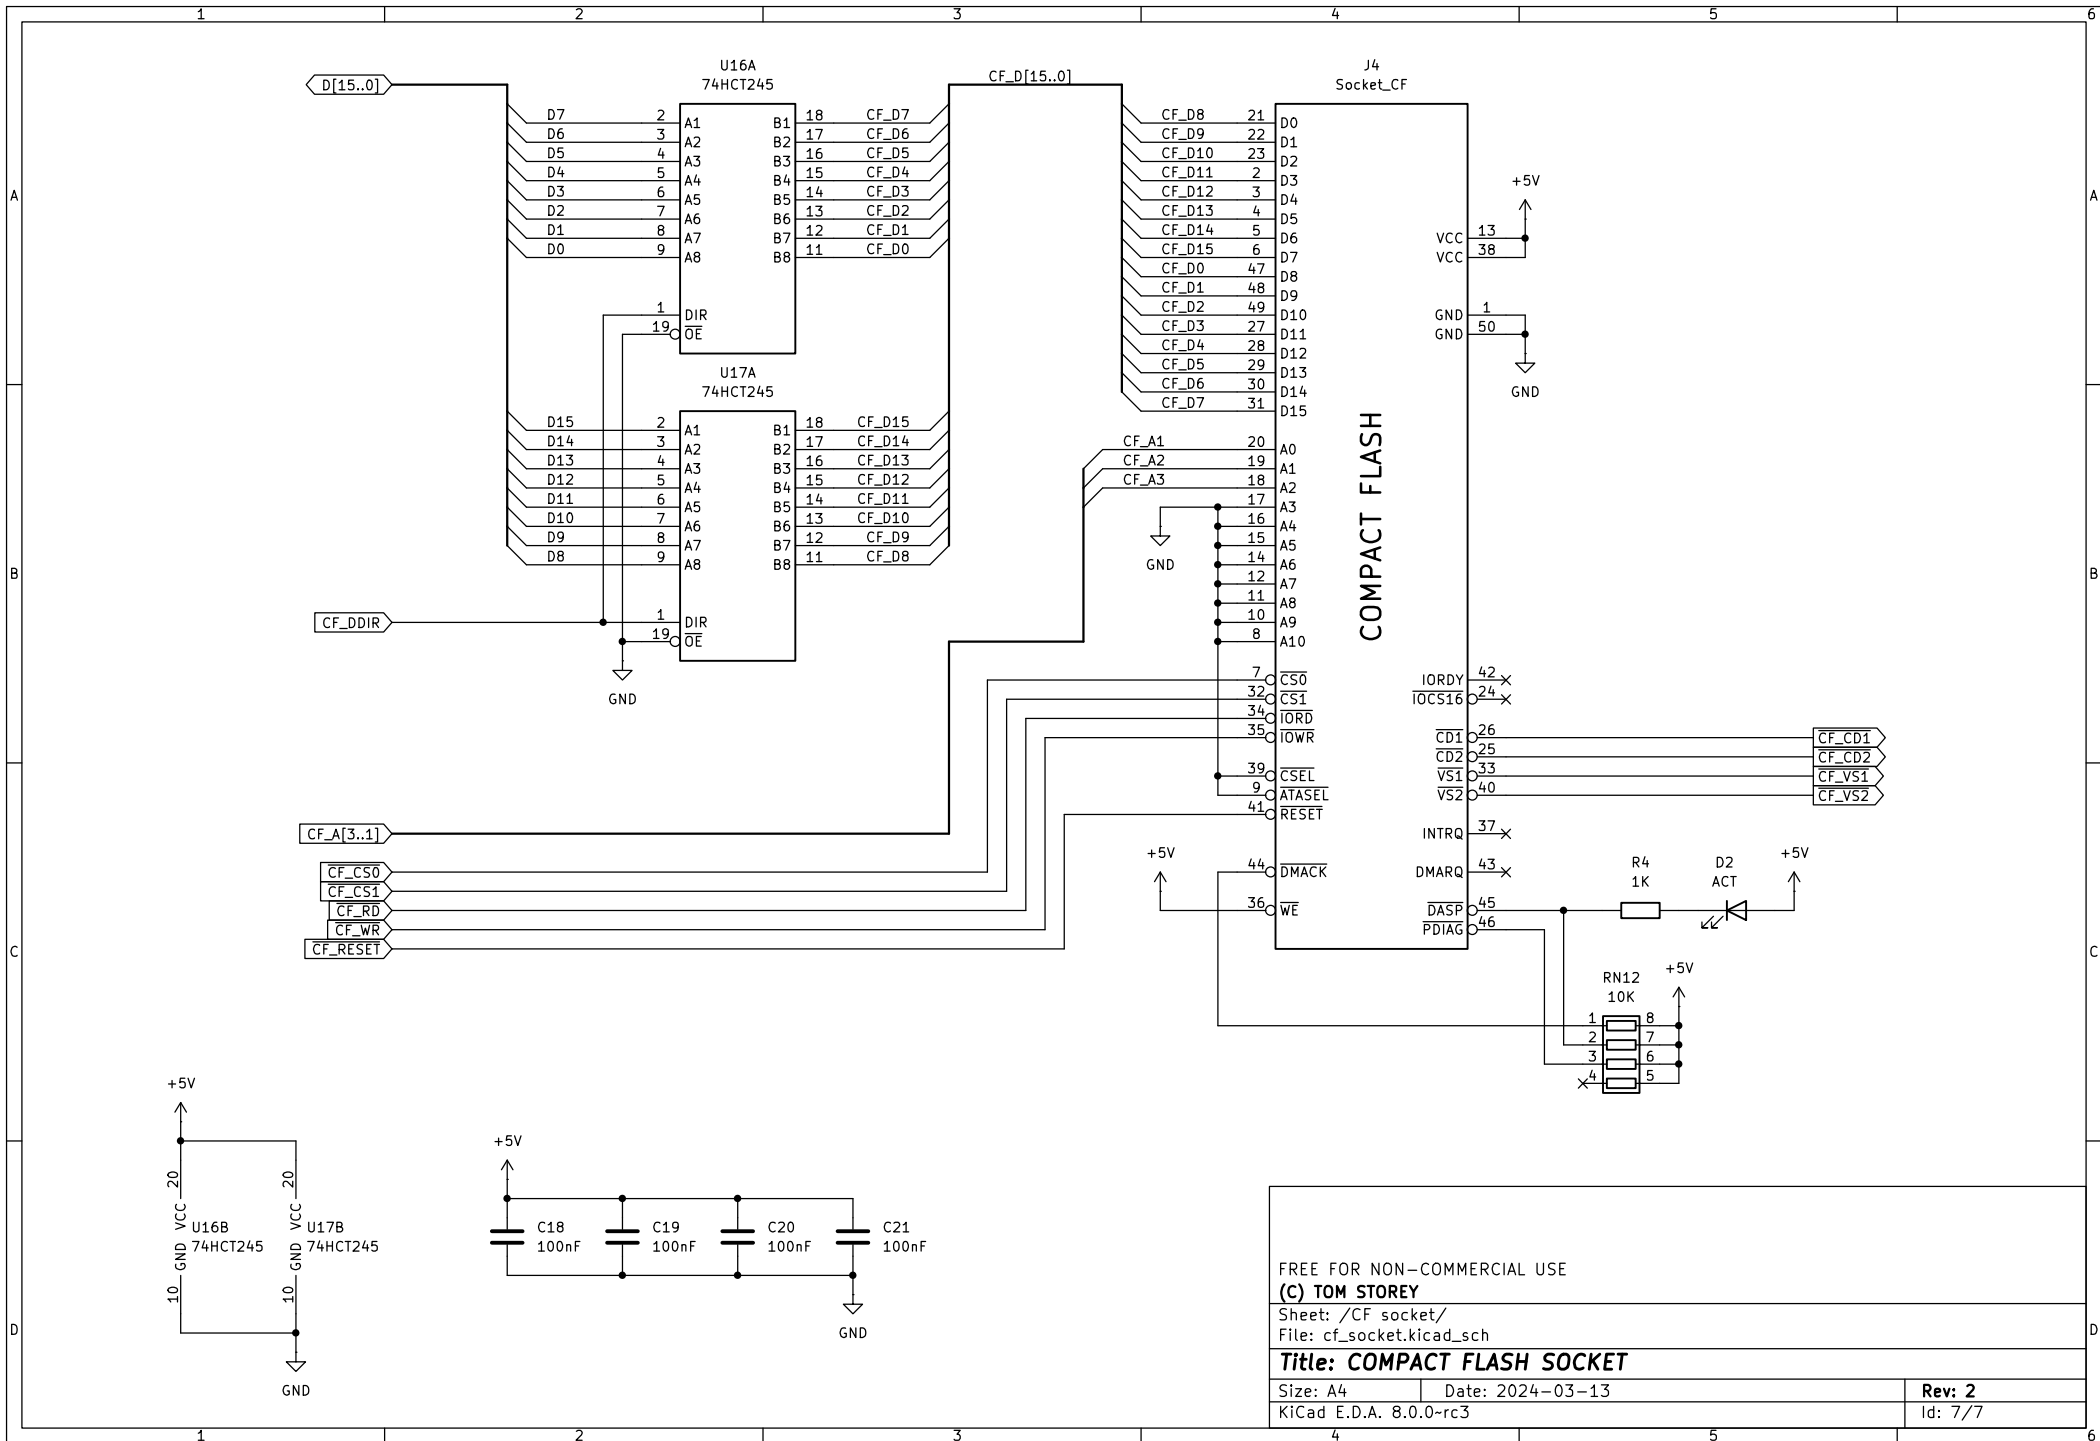 1 2 3 4 5 6
A
B
C
D
A
B
C
D
D[15..0]
U16A
74HCT245
D7 2 A1 B1 18 CF_D7
D6 3 A2 B2 17 CF_D6
D5 4 A3 B3 16 CF_D5
D4 5 A4 B4 15 CF_D4
D3 6 A5 B5 14 CF_D3
D2 7 A6 B6 13 CF_D2
D1 8 A7 B7 12 CF_D1
D0 9 A8 B8 11 CF_D0
1 DIR
19 OE
U17A
74HCT245
D15 2 A1 B1 18 CF_D15
D14 3 A2 B2 17 CF_D14
D13 4 A3 B3 16 CF_D13
D12 5 A4 B4 15 CF_D12
D11 6 A5 B5 14 CF_D11
D10 7 A6 B6 13 CF_D10
D9 8 A7 B7 12 CF_D9
D8 9 A8 B8 11 CF_D8
CF_DDIR
1 DIR
19 OE
GND
CF_D[15..0]
J4
Socket_CF
CF_D8 21 D0
CF_D9 22 D1
CF_D10 23 D2
CF_D11 2 D3
CF_D12 3 D4
CF_D13 4 D5
CF_D14 5 D6
CF_D15 6 D7
CF_D0 47 D8
CF_D1 48 D9
CF_D2 49 D10
CF_D3 27 D11
CF_D4 28 D12
CF_D5 29 D13
CF_D6 30 D14
CF_D7 31 D15
CF_A1 20 A0
CF_A2 19 A1
CF_A3 18 A2
17 A3
16 A4
15 A5
14 A6
12 A7
11 A8
10 A9
8 A10
GND
7 CS0
32 CS1
34 IORD
35 IOWR
39 CSEL
9 ATASEL
41 RESET
44 DMACK
36 WE
+5V
COMPACT FLASH
+5V
VCC 13
VCC 38
GND 1
GND 50
GND
IORDY 42
IOCS16 24
CD1 26 CF_CD1
CD2 25 CF_CD2
VS1 33 CF_VS1
VS2 40 CF_VS2
INTRQ 37
DMARQ 43
DASP 45
PDIAG 46
R4
1K
D2
ACT
+5V
RN12
10K
+5V
1 8
2 7
3 6
4 5
CF_A[3..1]
CF_CS0
CF_CS1
CF_RD
CF_WR
CF_RESET
+5V
20 20
VCC VCC
U16B
74HCT245
U17B
74HCT245
GND GND
10 10
GND
+5V
C18
100nF
C19
100nF
C20
100nF
C21
100nF
GND
FREE FOR NON-COMMERCIAL USE
(C) TOM STOREY
Sheet: /CF socket/
File: cf_socket.kicad_sch
Title: COMPACT FLASH SOCKET
Size: A4 Date: 2024-03-13 Rev: 2
KiCad E.D.A. 8.0.0~rc3 Id: 7/7
1 2 3 4 5 6